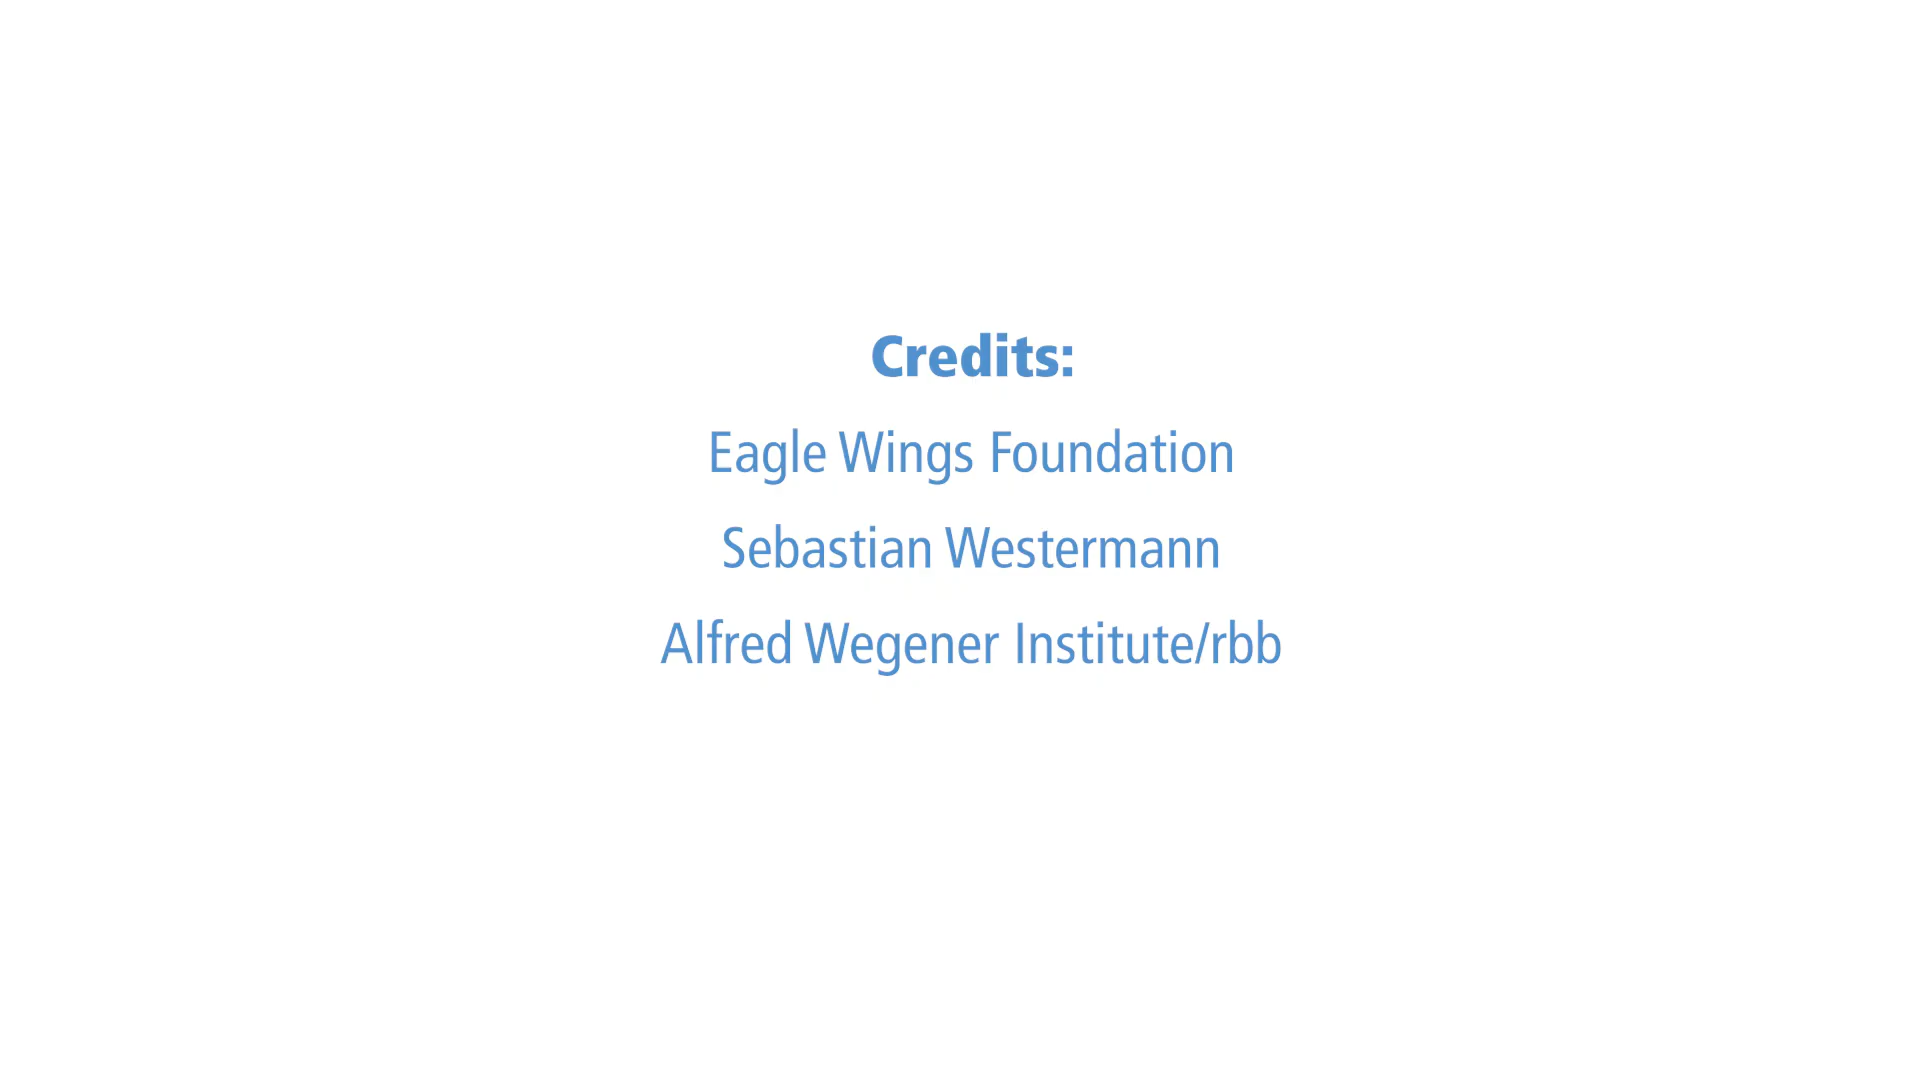 Credits:
Eagle Wings Foundation
Sebastian Westermann
Alfred Wegener Institute/rbb